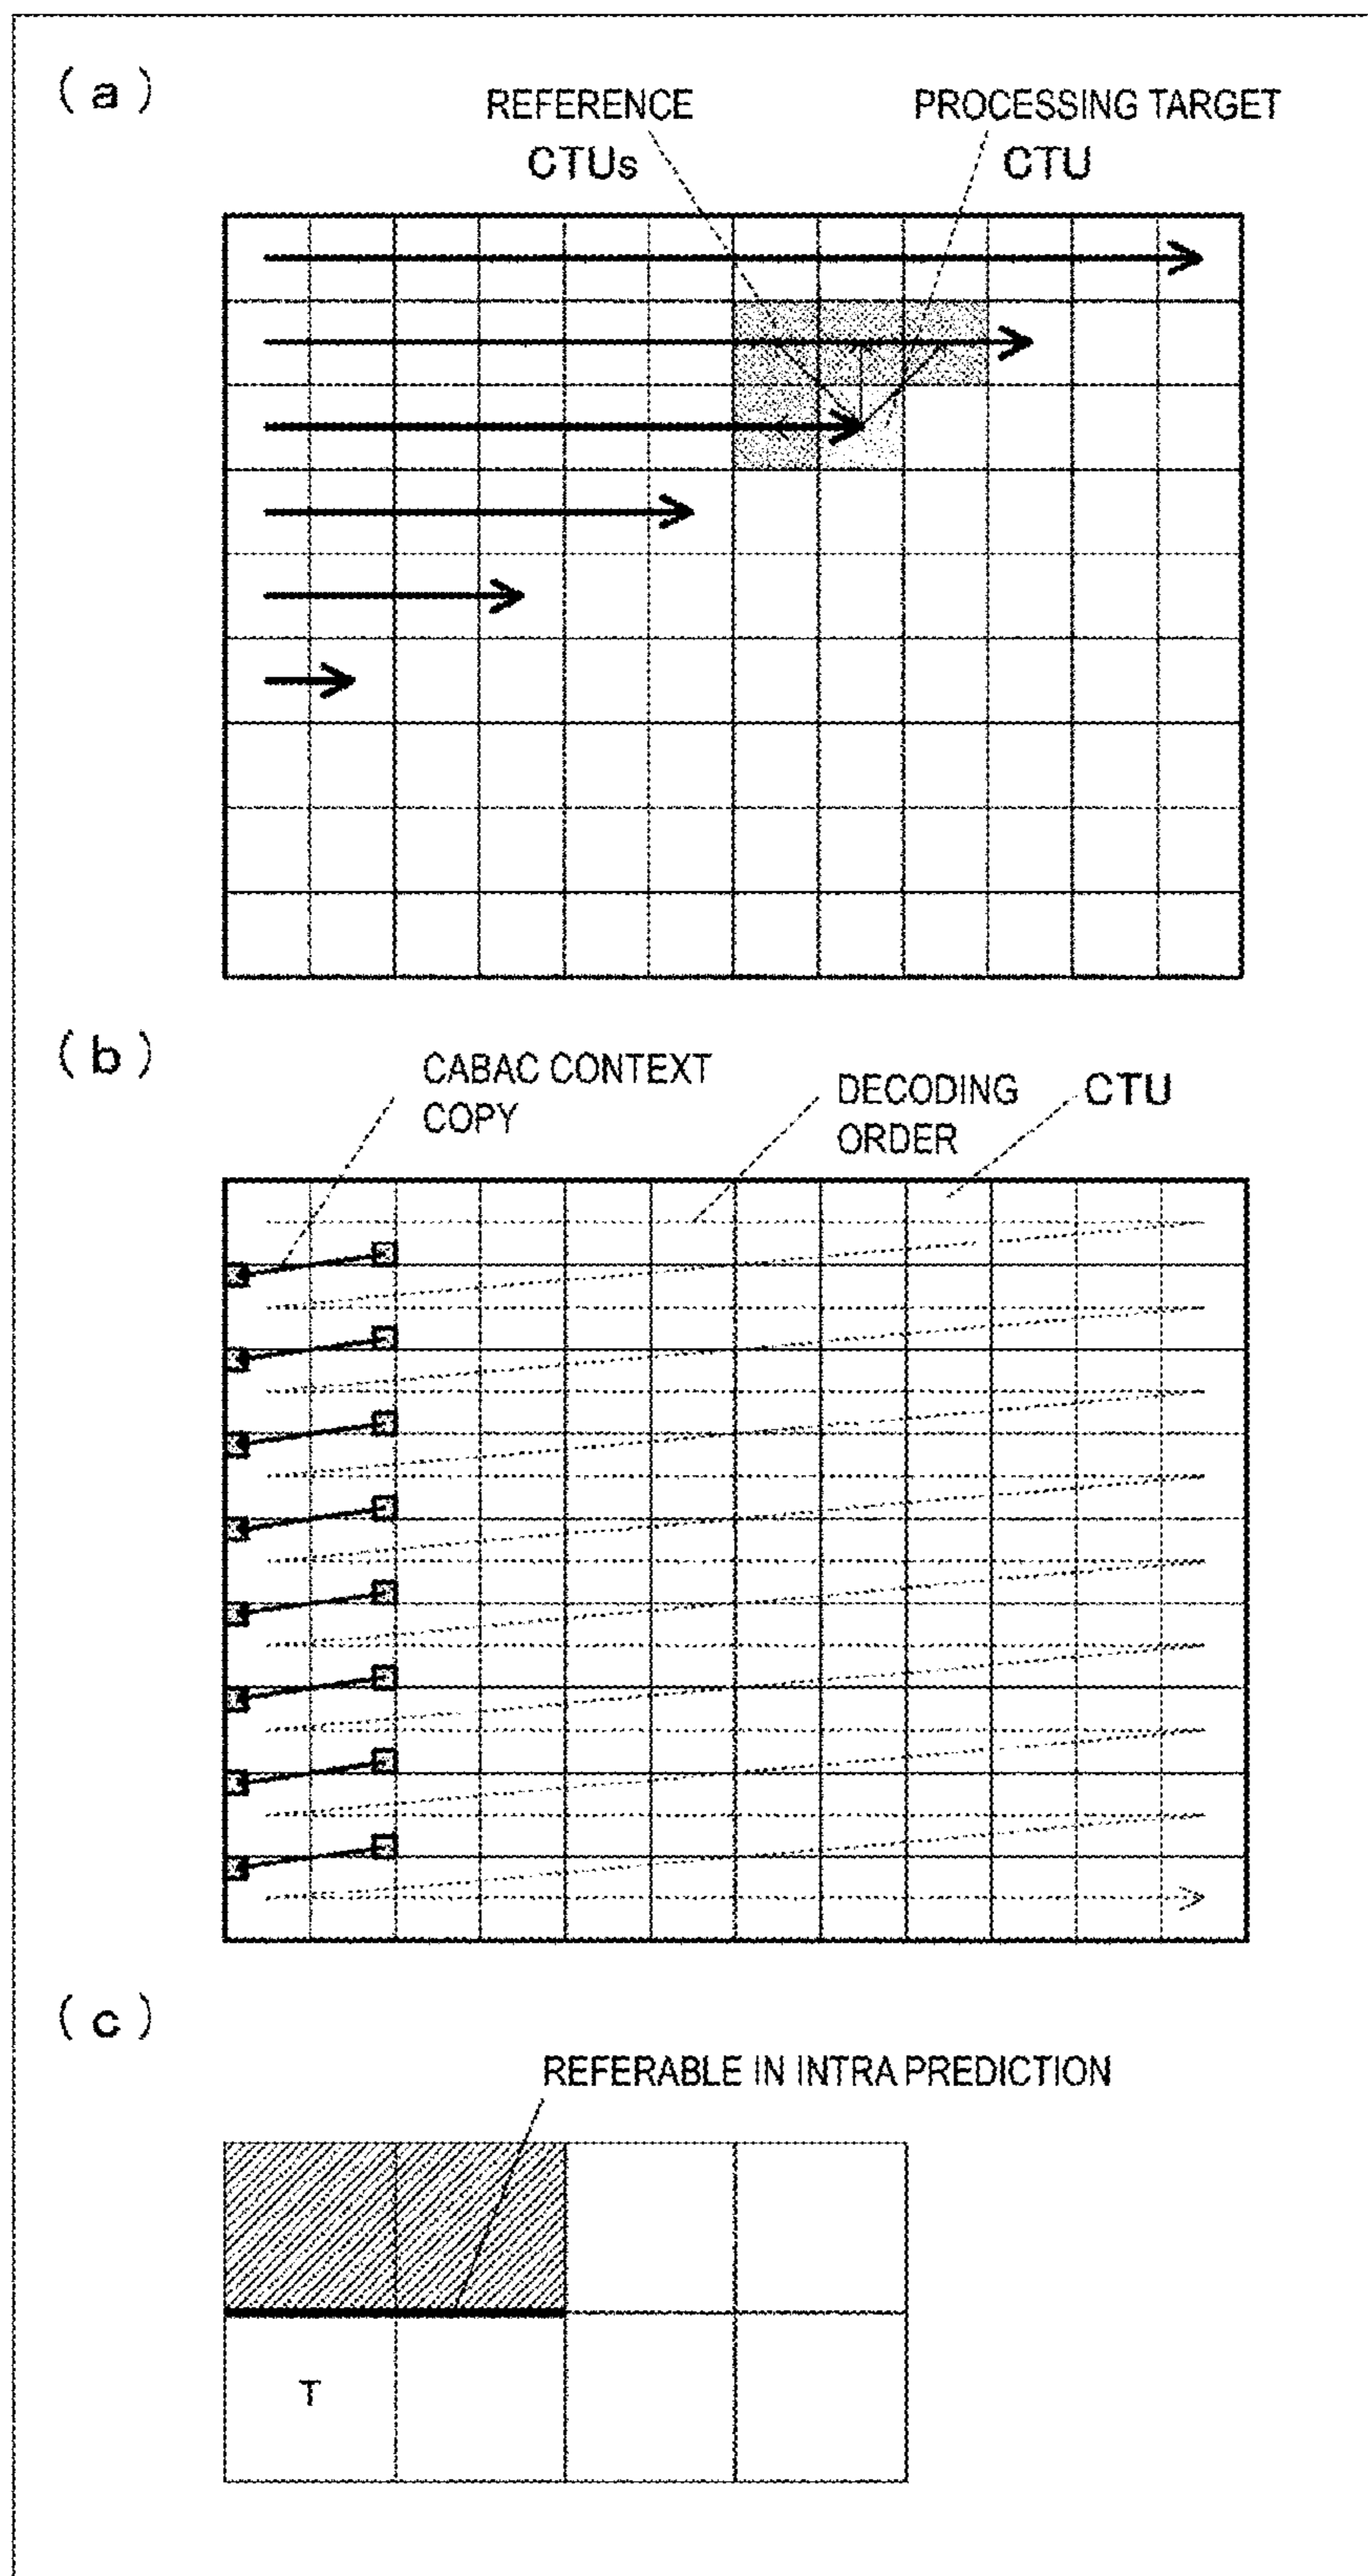 (a)
REFERENCE
CTUs
PROCESSING TARGET
CTU
(b)
CABAC CONTEXT
COPY
DECODING
ORDER
CTU
(c)
REFERABLE IN INTRA PREDICTION
T